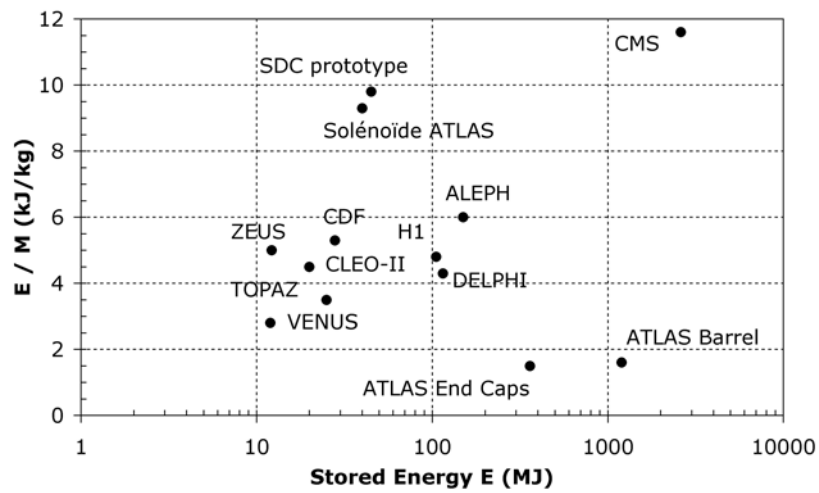 12
CMS
SDC prototype
10
Solénoïde ATLAS
8
ALEPH
6
CDF
ZEUS
H1
CLEO-II
DELPHI
4
TOPAZ
VENUS
ATLAS Barrel
2
ATLAS End Caps
0
E / M (kJ/kg)
1 10 100 1000 10000
Stored Energy E (MJ)